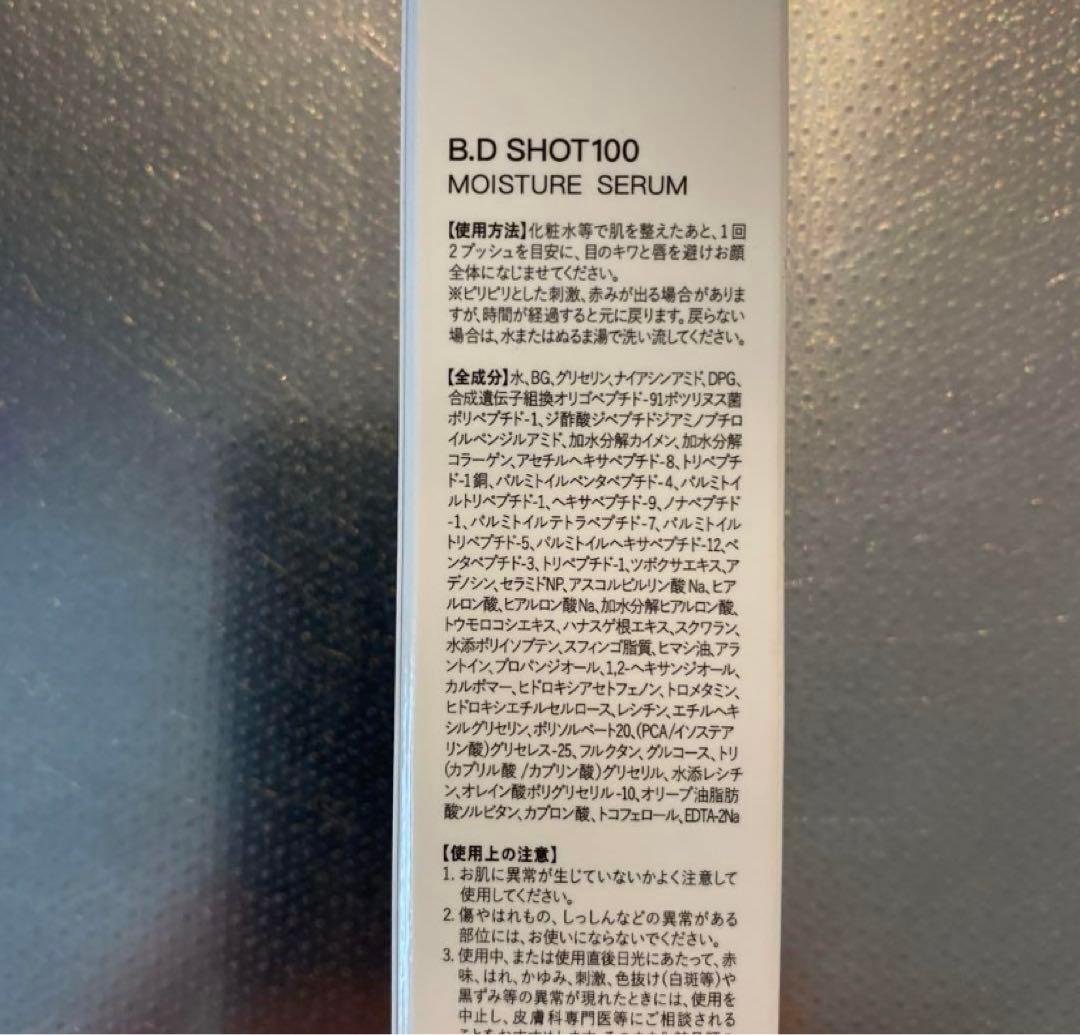 B.D SHOT100
MOISTURE SERUM
【使用方法】化粧水等で肌を整えたあと、1回
2プッシュを目安に、目のキワと唇を避けお顔
全体になじませてください。
※ピリピリとした刺激、赤みが出る場合がありま
すが、時間が経過すると元に戻ります。戻らない
場合は、水またはぬるま湯で洗い流してください。
【全成分】水、BG、グリセリン、ナイアシンアミド、DPG、
合成遺伝子組換オリゴペプチド-91ボツリヌス菌
ポリペプチド-1、ジ酢酸ジペプチドジアミノブチロ
イルベンジルアミド、加水分解カイメン、加水分解
コラーゲン、アセチルヘキサペプチド-8、トリペプチ
ド-1銅、パルミトイルペンタペプチド-4、パルミトイ
ルトリペプチド-1、ヘキサペプチド-9、ノナペプチド
-1、パルミトイルテトラペプチド-7、パルミトイル
トリペプチド-5、パルミトイルヘキサペプチド-12、ペ
ンタペプチド-3、トリペプチド-1、ツボクサエキス、ア
デノシン、セラミドNP、アスコルビルリン酸Na、ヒア
ルロン酸、ヒアルロン酸Na、加水分解ヒアルロン酸、
トウモロコシエキス、ハナスゲ根エキス、スクワラン、
水添ポリイソブテン、スフィンゴ脂質、ヒマシ油、アラ
ントイン、プロパンジオール、1,2-ヘキサンジオール、
カルボマー、ヒドロキシアセトフェノン、トロメタミン、
ヒドロキシエチルセルロース、レシチン、エチルヘキ
シルグリセリン、ポリソルベート20、(PCA/イソステア
リン酸)グリセレス-25、フルクタン、グルコース、トリ
(カプリル酸/カプリン酸)グリセリル、水添レシチ
ン、オレイン酸ポリグリセリル-10、オリーブ油脂肪
酸ソルビタン、カプロン酸、トコフェロール、EDTA-2Na
【使用上の注意】
1. お肌に異常が生じていないかよく注意して
使用してください。
2. 傷やはれもの、しっしんなどの異常がある
部位には、お使いにならないでください。
3. 使用中、または使用直後日光にあたって、赤
味、はれ、かゆみ、刺激、色抜け(白斑等)や
黒ずみ等の異常が現れたときには、使用を
中止し、皮膚科専門医等にご相談される